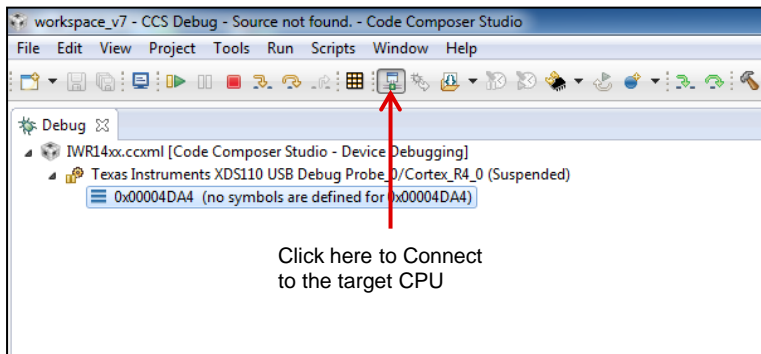 workspace_v7 - CCS Debug - Source not found. - Code Composer Studio
File Edit View Project Tools Run Scripts Window Help
Debug
IWR14xx.ccxml [Code Composer Studio - Device Debugging]
Texas Instruments XDS110 USB Debug Probe_0/Cortex_R4_0 (Suspended)
0x00004DA4 (no symbols are defined for 0x00004DA4)
Click here to Connect
to the target CPU